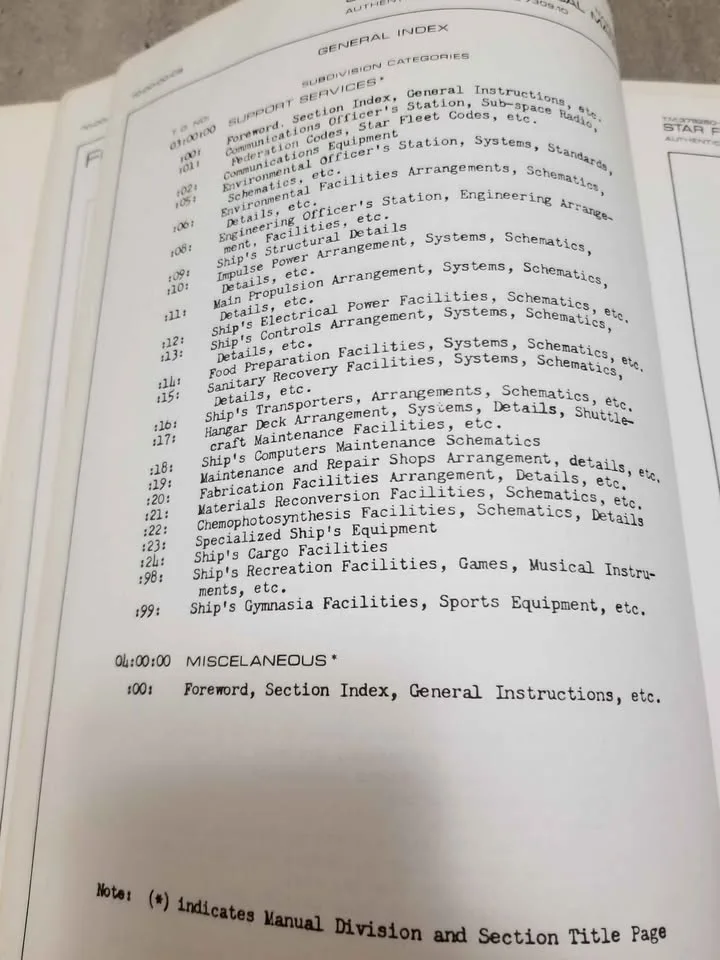 7309.10
GENERAL INDEX
SUBDIVISION CATEGORIES
T.O. NO:
03:00:00 SUPPORT SERVICES*
:00: Foreword, Section Index, General Instructions, etc.
:01: Communications Officer's Station, Sub-space Radio,
Federation Codes, Star Fleet Codes, etc.
:02: Communications Equipment
:05: Environmental Officer's Station, Systems, Standards,
Schematics, etc.
:06: Environmental Facilities Arrangements, Schematics,
Details, etc.
:08: Engineering Officer's Station, Engineering Arrange-
ment, Facilities, etc.
:09: Ship's Structural Details
:10: Impulse Power Arrangement, Systems, Schematics,
Details, etc.
:11: Main Propulsion Arrangement, Systems, Schematics,
Details, etc.
:12: Ship's Electrical Power Facilities, Schematics, etc.
:13: Ship's Controls Arrangement, Systems, Schematics,
Details, etc.
:14: Food Preparation Facilities, Systems, Schematics, etc.
:15: Sanitary Recovery Facilities, Systems, Schematics,
Details, etc.
:16: Ship's Transporters, Arrangements, Schematics, etc.
:17: Hangar Deck Arrangement, Systems, Details, Shuttle-
craft Maintenance Facilities, etc.
:18: Ship's Computers Maintenance Schematics
:19: Maintenance and Repair Shops Arrangement, details, etc.
:20: Fabrication Facilities Arrangement, Details, etc.
:21: Materials Reconversion Facilities, Schematics, etc.
:22: Chemophotosynthesis Facilities, Schematics, Details
:23: Specialized Ship's Equipment
:24: Ship's Cargo Facilities
:98: Ship's Recreation Facilities, Games, Musical Instru-
ments, etc.
:99: Ship's Gymnasia Facilities, Sports Equipment, etc.
04:00:00 MISCELANEOUS*
:00: Foreword, Section Index, General Instructions, etc.
Note: (*) indicates Manual Division and Section Title Page
STAR F
AUTHENTIC